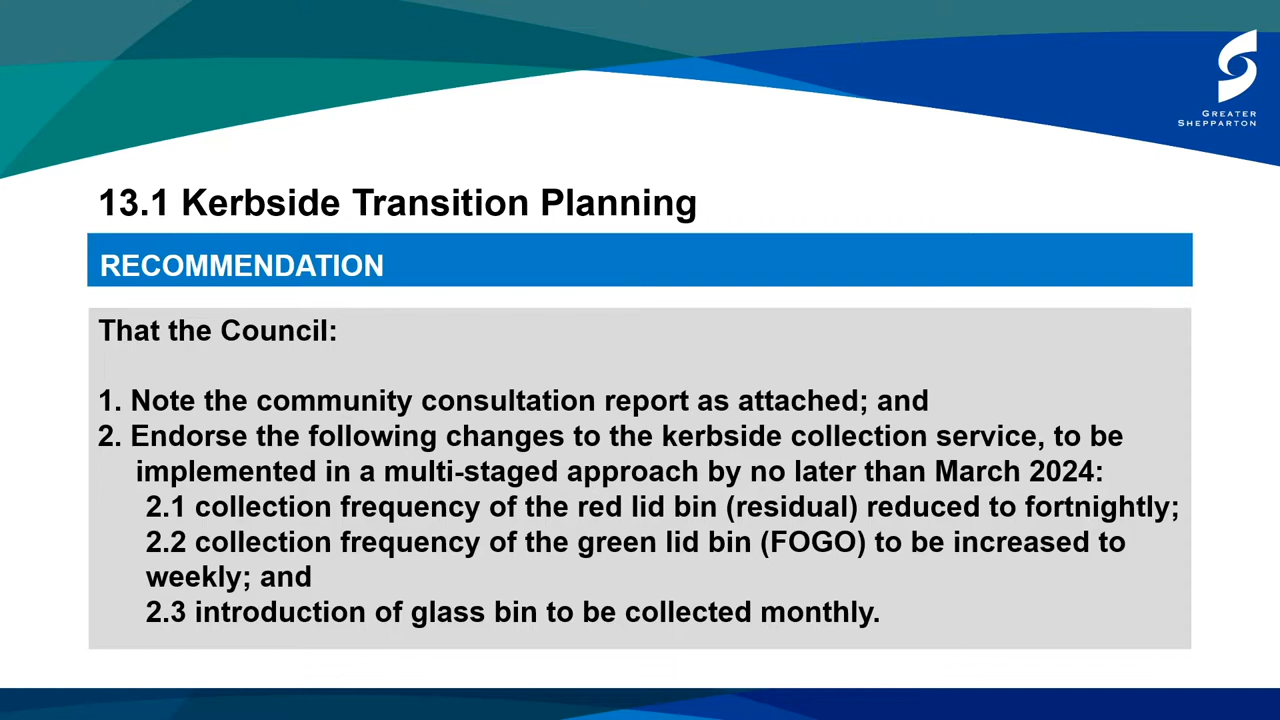 GREATER
SHEPPARTON
13.1 Kerbside Transition Planning
RECOMMENDATION
That the Council:
1. Note the community consultation report as attached; and
2. Endorse the following changes to the kerbside collection service, to be
implemented in a multi-staged approach by no later than March 2024:
2.1 collection frequency of the red lid bin (residual) reduced to fortnightly;
2.2 collection frequency of the green lid bin (FOGO) to be increased to
weekly; and
2.3 introduction of glass bin to be collected monthly.